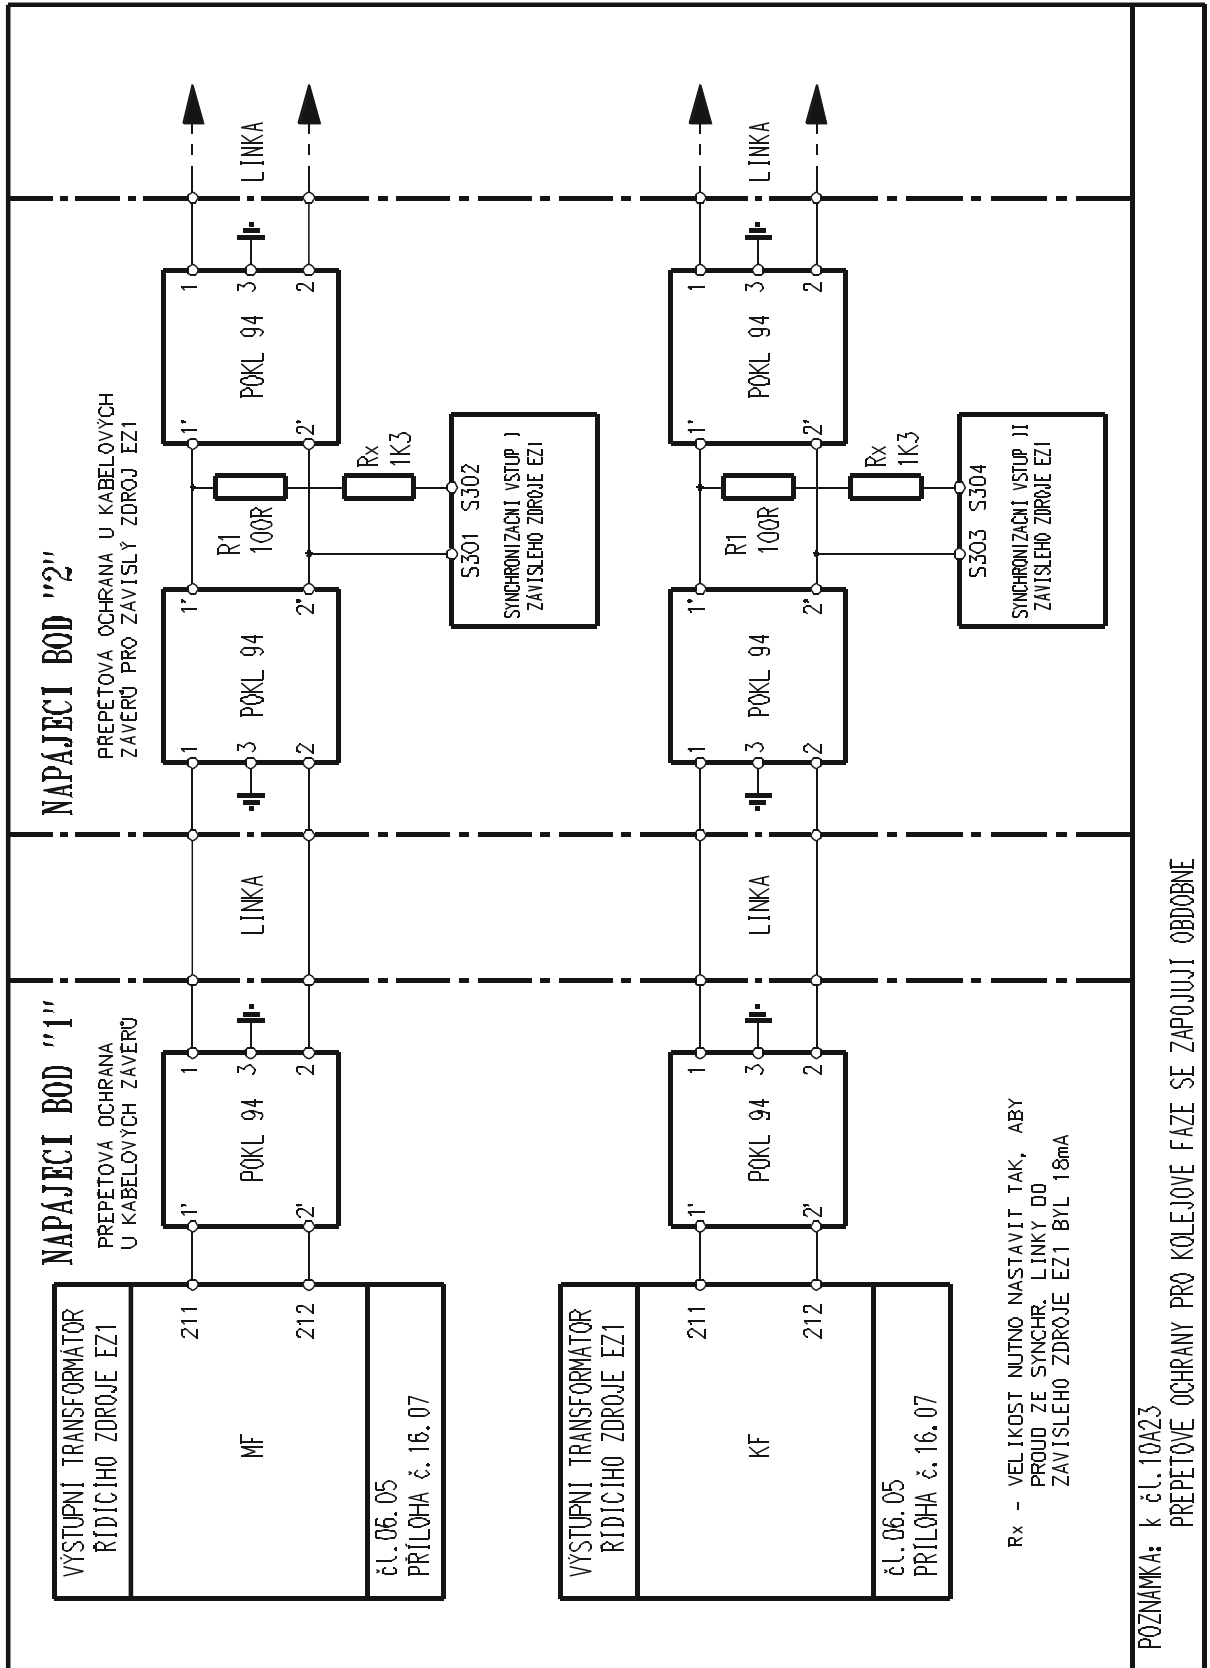 NAPÁJECÍ BOD "1"
PŘEPĚŤOVÁ OCHRANA
U KABELOVÝCH ZÁVĚRŮ
NAPÁJECÍ BOD "2"
PŘEPĚŤOVÁ OCHRANA U KABELOVÝCH
ZÁVĚRŮ PRO ZÁVISLÝ ZDROJ EZ1
VÝSTUPNÍ TRANSFORMÁTOR
ŘÍDÍCÍHO ZDROJE EZ1
MF
211
212
čl.06.05
PŘÍLOHA č.16.07
1'
2'
POKL 94
1
3
2
LINKA
1
3
2
POKL 94
1'
2'
R1
100R
Rx
1K3
S301 S302
SYNCHRONIZAČNÍ VSTUP I
ZÁVISLÉHO ZDROJE EZ1
1'
2'
POKL 94
1
3
2
LINKA
VÝSTUPNÍ TRANSFORMÁTOR
ŘÍDÍCÍHO ZDROJE EZ1
KF
211
212
čl.06.05
PŘÍLOHA č.16.07
1'
2'
POKL 94
1
3
2
LINKA
1
3
2
POKL 94
1'
2'
R1
100R
Rx
1K3
S303 S304
SYNCHRONIZAČNÍ VSTUP II
ZÁVISLÉHO ZDROJE EZ1
1'
2'
POKL 94
1
3
2
LINKA
Rx - VELIKOST NUTNO NASTAVIT TAK, ABY
PROUD ZE SYNCHR. LINKY DO
ZÁVISLÉHO ZDROJE EZ1 BYL 18mA
POZNÁMKA: k čl.10A23
PŘEPĚŤOVÉ OCHRANY PRO KOLEJOVÉ FÁZE SE ZAPOJUJÍ OBDOBNĚ